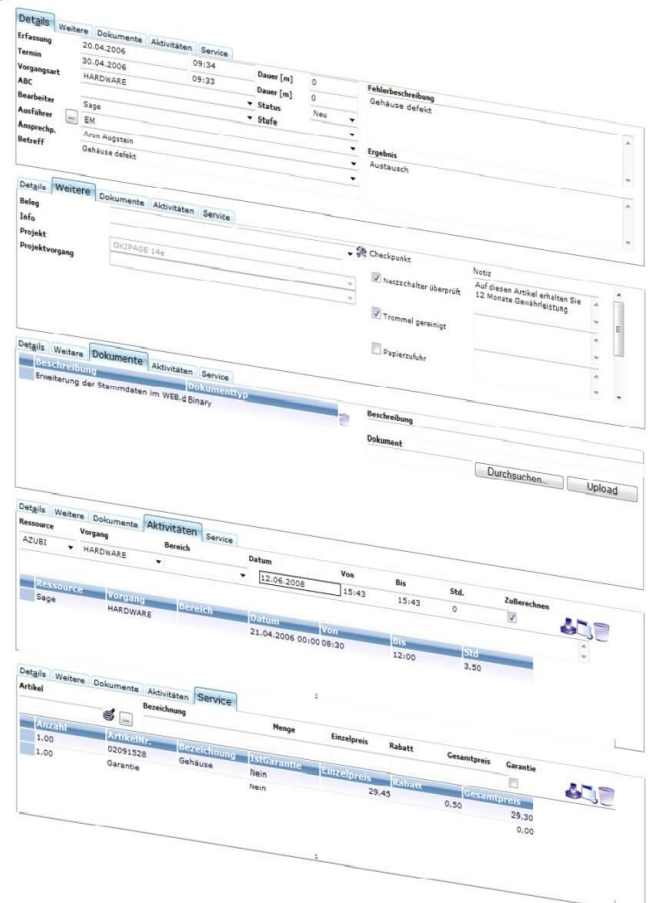 Details Weitere Dokumente Aktivitäten Service
Erfassung 20.04.2006 09:34 Dauer [m] 0
Termin 30.04.2006 09:33 Dauer [m] 0
Vorgangsart HARDWARE Status Neu
ABC Stufe
Bearbeiter Sage
Ausführer ... EM
Ansprechp. Arvn Augstein
Betreff Gehäuse defekt
Fehlerbeschreibung
Gehäuse defekt
Ergebnis
Austausch
Details Weitere Dokumente Aktivitäten Service
Beleg
Info
Projekt OKIPAGE 14e
Projektvorgang
Checkpunkt Notiz
Netzschalter überprüft Auf diesen Artikel erhalten Sie
12 Monate Gewährleistung
Trommel gereinigt
Papierzufuhr
Details Weitere Dokumente Aktivitäten Service
Beschreibung Dokumenttyp
Erweiterung der Stammdaten im WEB.d Binary
Beschreibung
Dokument
Durchsuchen... Upload
Details Weitere Dokumente Aktivitäten Service
Ressource Vorgang Bereich Datum Von Bis Std. ZuBerechnen
AZUBI HARDWARE 12.06.2008 15:43 15:43 0
Ressource Vorgang Bereich Datum Von Bis Std
Sage HARDWARE 21.04.2006 00:00 08:30 12:00 3,50
1
Details Weitere Dokumente Aktivitäten Service
Artikel Bezeichnung Menge Einzelpreis Rabatt Gesamtpreis Garantie
...
Anzahl ArtikelNr. Bezeichnung IstGarantie Einzelpreis Rabatt Gesamtpreis
1,00 02091528 Gehäuse Nein 29,45 0,50 29,30
1,00 Garantie Nein 0,00
1